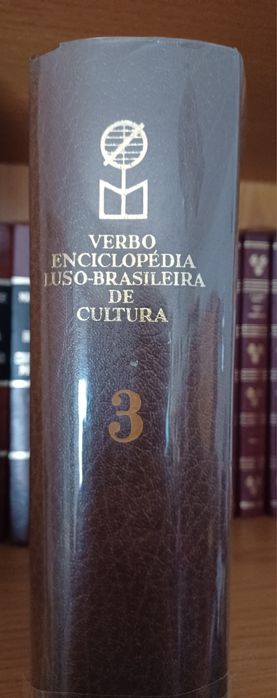 VERBO
ENCICLOPÉDIA
LUSO-BRASILEIRA
DE
CULTURA
3